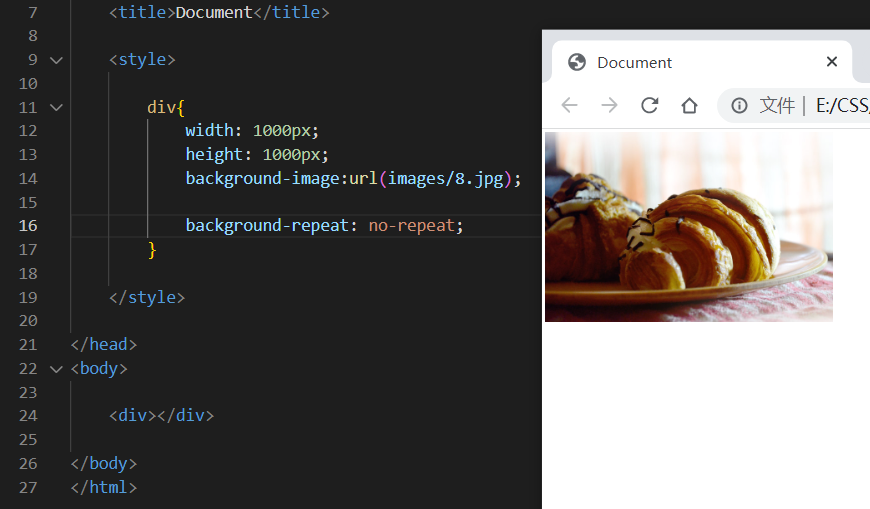 7 <title>Document</title>
8
9 <style>
10
11 div{
12 width: 1000px;
13 height: 1000px;
14 background-image:url(images/8.jpg);
15
16 background-repeat: no-repeat;
17 }
18
19 </style>
20
21 </head>
22 <body>
23
24 <div></div>
25
26 </body>
27 </html>
Document
文件 | E:/CSS/